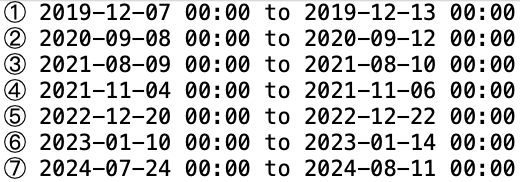 ① 2019-12-07 00:00 to 2019-12-13 00:00
② 2020-09-08 00:00 to 2020-09-12 00:00
③ 2021-08-09 00:00 to 2021-08-10 00:00
④ 2021-11-04 00:00 to 2021-11-06 00:00
⑤ 2022-12-20 00:00 to 2022-12-22 00:00
⑥ 2023-01-10 00:00 to 2023-01-14 00:00
⑦ 2024-07-24 00:00 to 2024-08-11 00:00